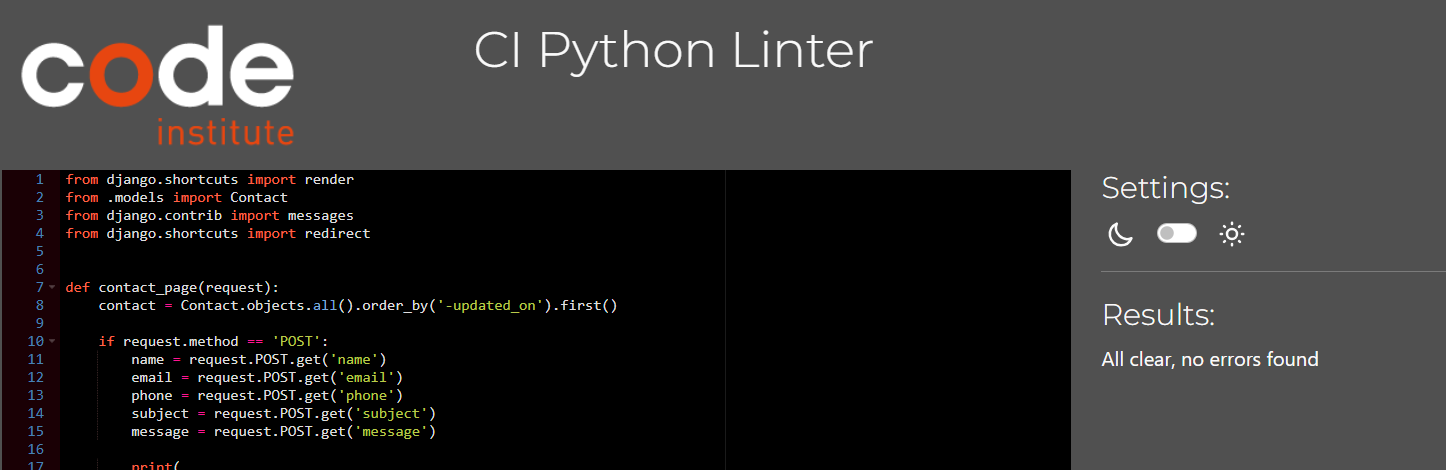 code
institute
CI Python Linter
1 from django.shortcuts import render
2 from .models import Contact
3 from django.contrib import messages
4 from django.shortcuts import redirect
5
6
7 def contact_page(request):
8     contact = Contact.objects.all().order_by('-updated_on').first()
9
10     if request.method == 'POST':
11         name = request.POST.get('name')
12         email = request.POST.get('email')
13         phone = request.POST.get('phone')
14         subject = request.POST.get('subject')
15         message = request.POST.get('message')
16
17         print(
Settings:
Results:
All clear, no errors found